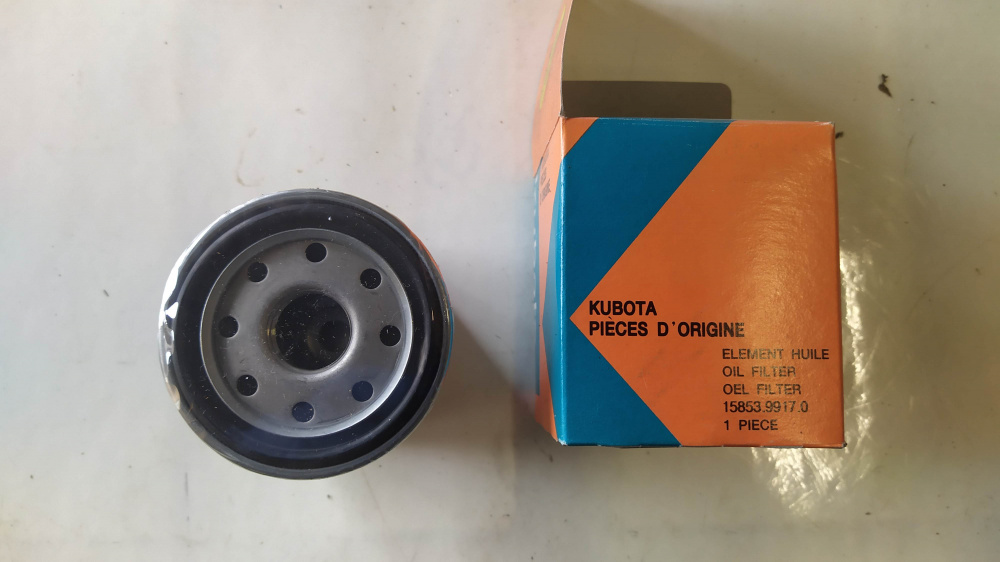 KUBOTA
PIÈCES D'ORIGINE
ELEMENT HUILE
OIL FILTER
OEL FILTER
15853.9917.0
1 PIECE